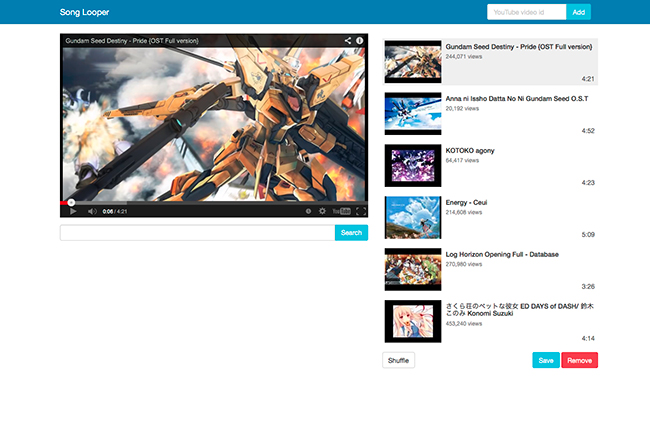 Song Looper
YouTube video id
Add
Gundam Seed Destiny - Pride {OST Full version}
0:06 / 4:21
YouTube
Search
Gundam Seed Destiny - Pride {OST Full version}
244,071 views
4:21
Anna ni Issho Datta No Ni Gundam Seed O.S.T
20,192 views
4:52
KOTOKO agony
64,417 views
4:23
Energy - Ceui
214,608 views
5:09
Log Horizon Opening Full - Database
270,980 views
3:26
さくら荘のペットな彼女 ED DAYS of DASH/ 鈴木
このみ Konomi Suzuki
453,240 views
4:14
Shuffle
Save
Remove